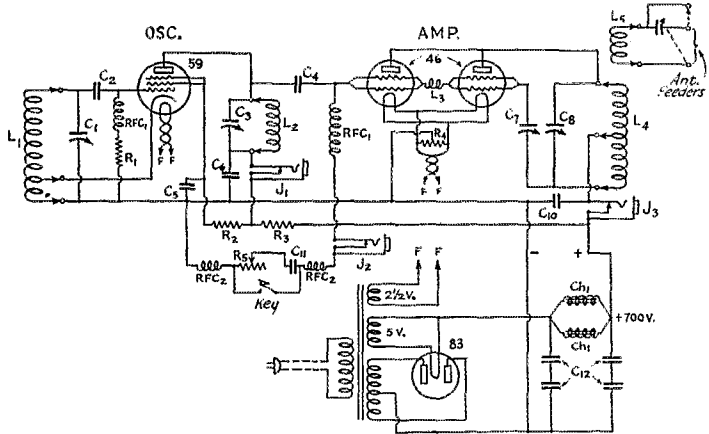 OSC.
AMP.
L5
Ant.
Feeders
59
46
C2
C4
L3
L1
C1
RFC1
R1
C3
L2
C6
RFC1
R4
C7
C8
L4
F F
F F
C5
J1
C10
J3
R2
R3
J2
R5
C11
RFC2
RFC2
Key
F F
2½V.
- +
5V.
83
Ch1
+700V.
Ch1
C12